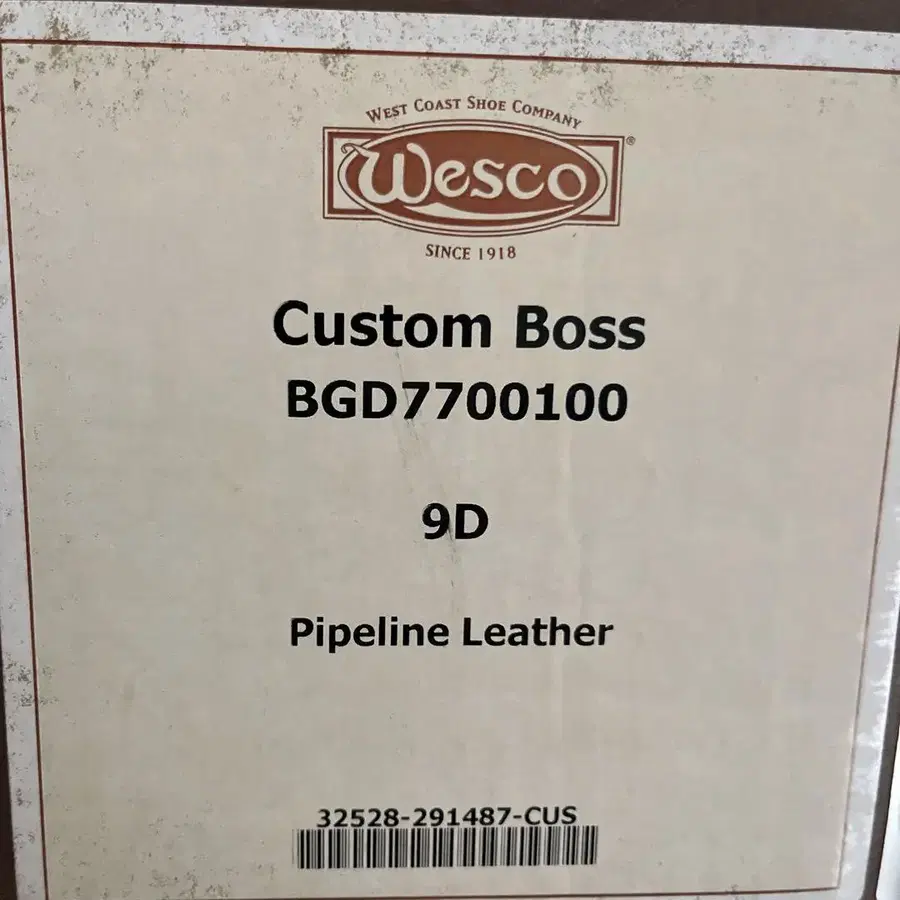 WEST COAST SHOE COMPANY
Wesco®
SINCE 1918
Custom Boss
BGD7700100
9D
Pipeline Leather
32528-291487-CUS